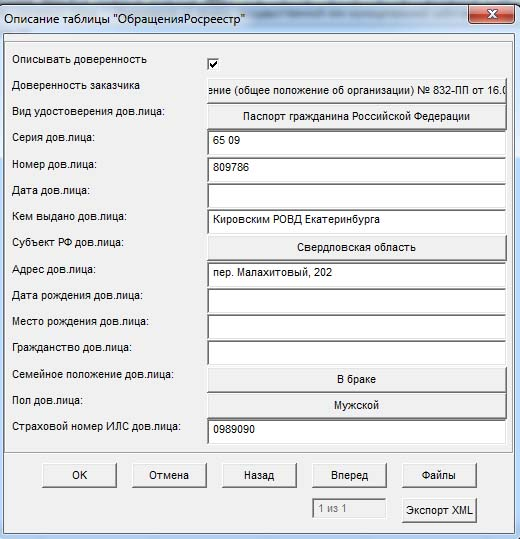 Описание таблицы "ОбращенияРосреестр"
Описывать доверенность
Доверенность заказчика ение (общее положение об организации) № 832-ПП от 16.0
Вид удостоверения дов.лица: Паспорт гражданина Российской Федерации
Серия дов.лица: 65 09
Номер дов.лица: 809786
Дата дов.лица:
Кем выдано дов.лица: Кировским РОВД Екатеринбурга
Субъект РФ дов.лица: Свердловская область
Адрес дов.лица: пер. Малахитовый, 202
Дата рождения дов.лица:
Место рождения дов.лица:
Гражданство дов.лица:
Семейное положение дов.лица: В браке
Пол дов.лица: Мужской
Страховой номер ИЛС дов.лица: 0989090
ОК Отмена Назад Вперед Файлы
1 из 1 Экспорт XML